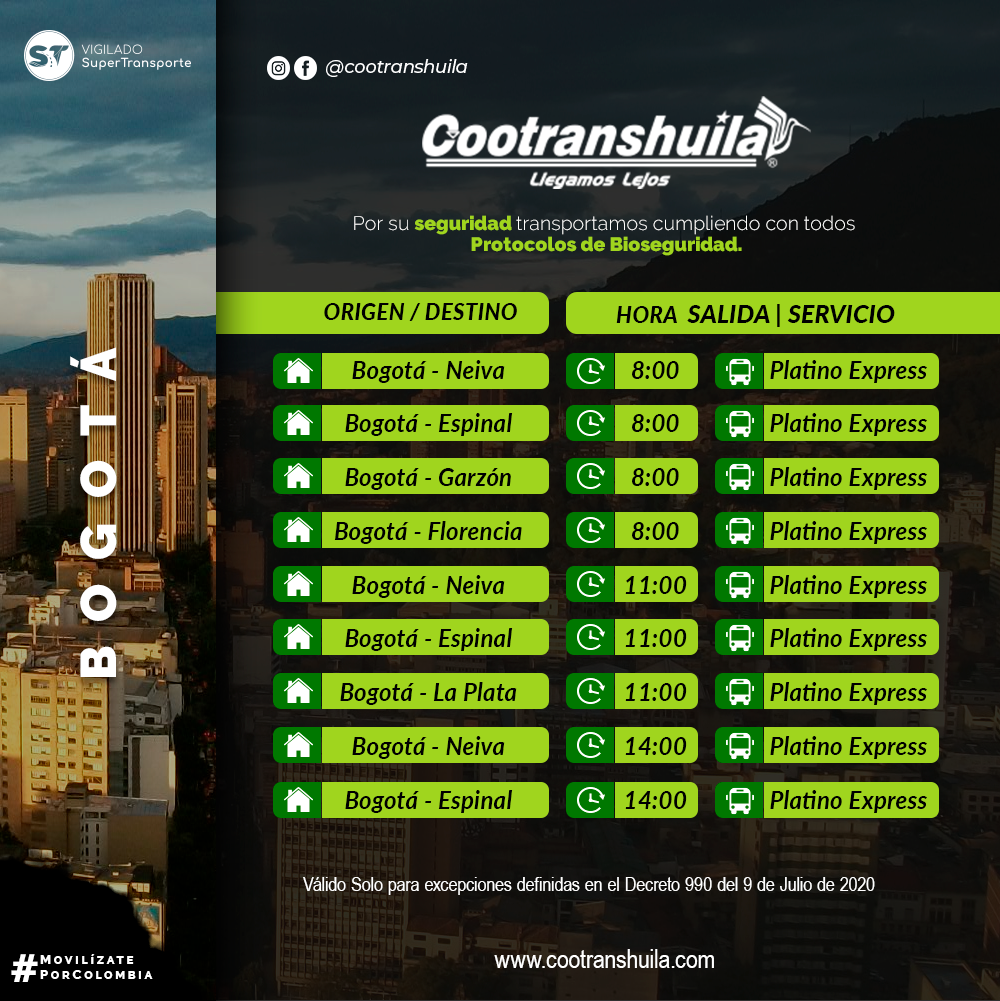 ST VIGILADO
SuperTransporte
@cootranshuila
Cootranshuila®
Llegamos Lejos
Por su seguridad transportamos cumpliendo con todos
Protocolos de Bioseguridad.
BOGOTÁ
ORIGEN / DESTINO HORA SALIDA | SERVICIO
Bogotá - Neiva 8:00 Platino Express
Bogotá - Espinal 8:00 Platino Express
Bogotá - Garzón 8:00 Platino Express
Bogotá - Florencia 8:00 Platino Express
Bogotá - Neiva 11:00 Platino Express
Bogotá - Espinal 11:00 Platino Express
Bogotá - La Plata 11:00 Platino Express
Bogotá - Neiva 14:00 Platino Express
Bogotá - Espinal 14:00 Platino Express
Válido Solo para excepciones definidas en el Decreto 990 del 9 de Julio de 2020
#MOVILÍZATE
PORCOLOMBIA
www.cootranshuila.com